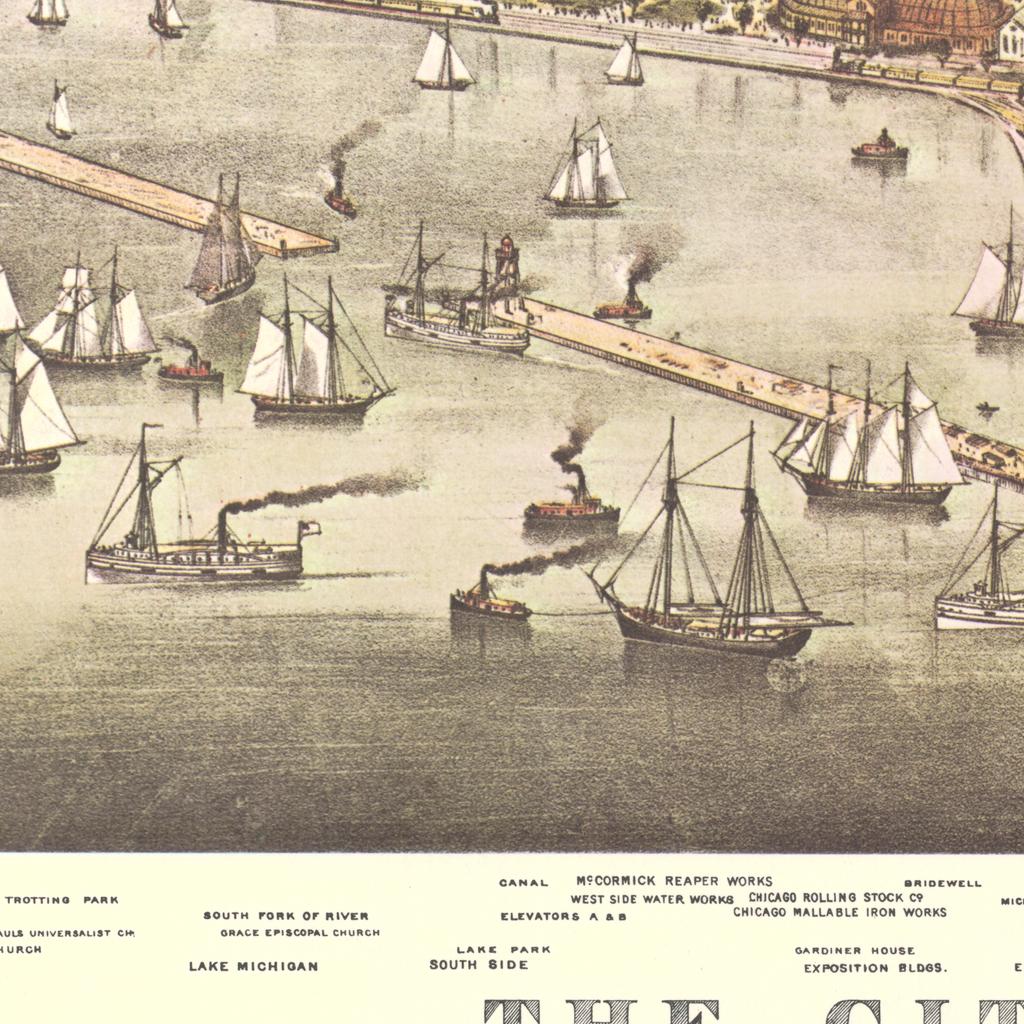 CANAL McCORMICK REAPER WORKS BRIDEWELL
TROTTING PARK WEST SIDE WATER WORKS CHICAGO ROLLING STOCK Co
SOUTH FORK OF RIVER ELEVATORS A & B CHICAGO MALLABLE IRON WORKS
AULS UNIVERSALIST CH. GRACE EPISCOPAL CHURCH
HURCH LAKE PARK GARDINER HOUSE
LAKE MICHIGAN SOUTH SIDE EXPOSITION BLDGS.
THE CIT